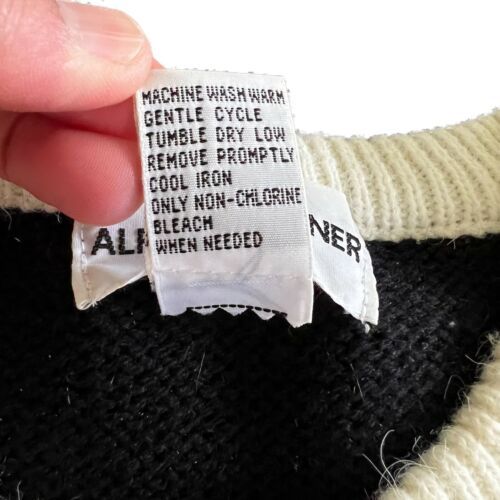 MACHINE WASH WARM
GENTLE CYCLE
TUMBLE DRY LOW
REMOVE PROMPTLY
COOL IRON
ONLY NON-CHLORINE
BLEACH
WHEN NEEDED